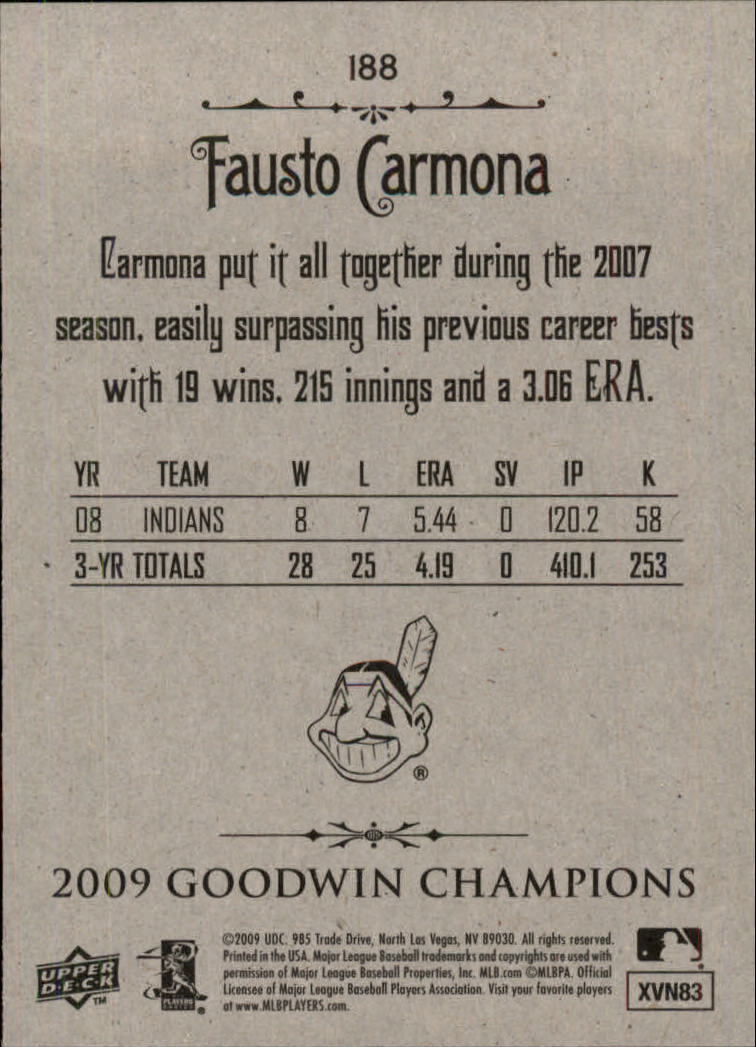 188
Fausto Carmona
Carmona put it all together during the 2007
season, easily surpassing his previous career bests
with 19 wins, 215 innings and a 3.06 ERA.
YR TEAM W L ERA SV IP K
08 INDIANS 8 7 5.44 0 120.2 58
3-YR TOTALS 28 25 4.19 0 410.1 253
®
2009 GOODWIN CHAMPIONS
©2009 UDC. 985 Trade Drive, North Las Vegas, NV 89030. All rights reserved.
Printed in the USA. Major League Baseball trademarks and copyrights are used with
permission of Major League Baseball Properties, Inc. MLB.com ©MLBPA. Official
Licensee of Major League Baseball Players Association. Visit your favorite players
at www.MLBPLAYERS.com.
UPPER
D·E·C·K
TM
PLAYERS
CHOICE
®
XVN83